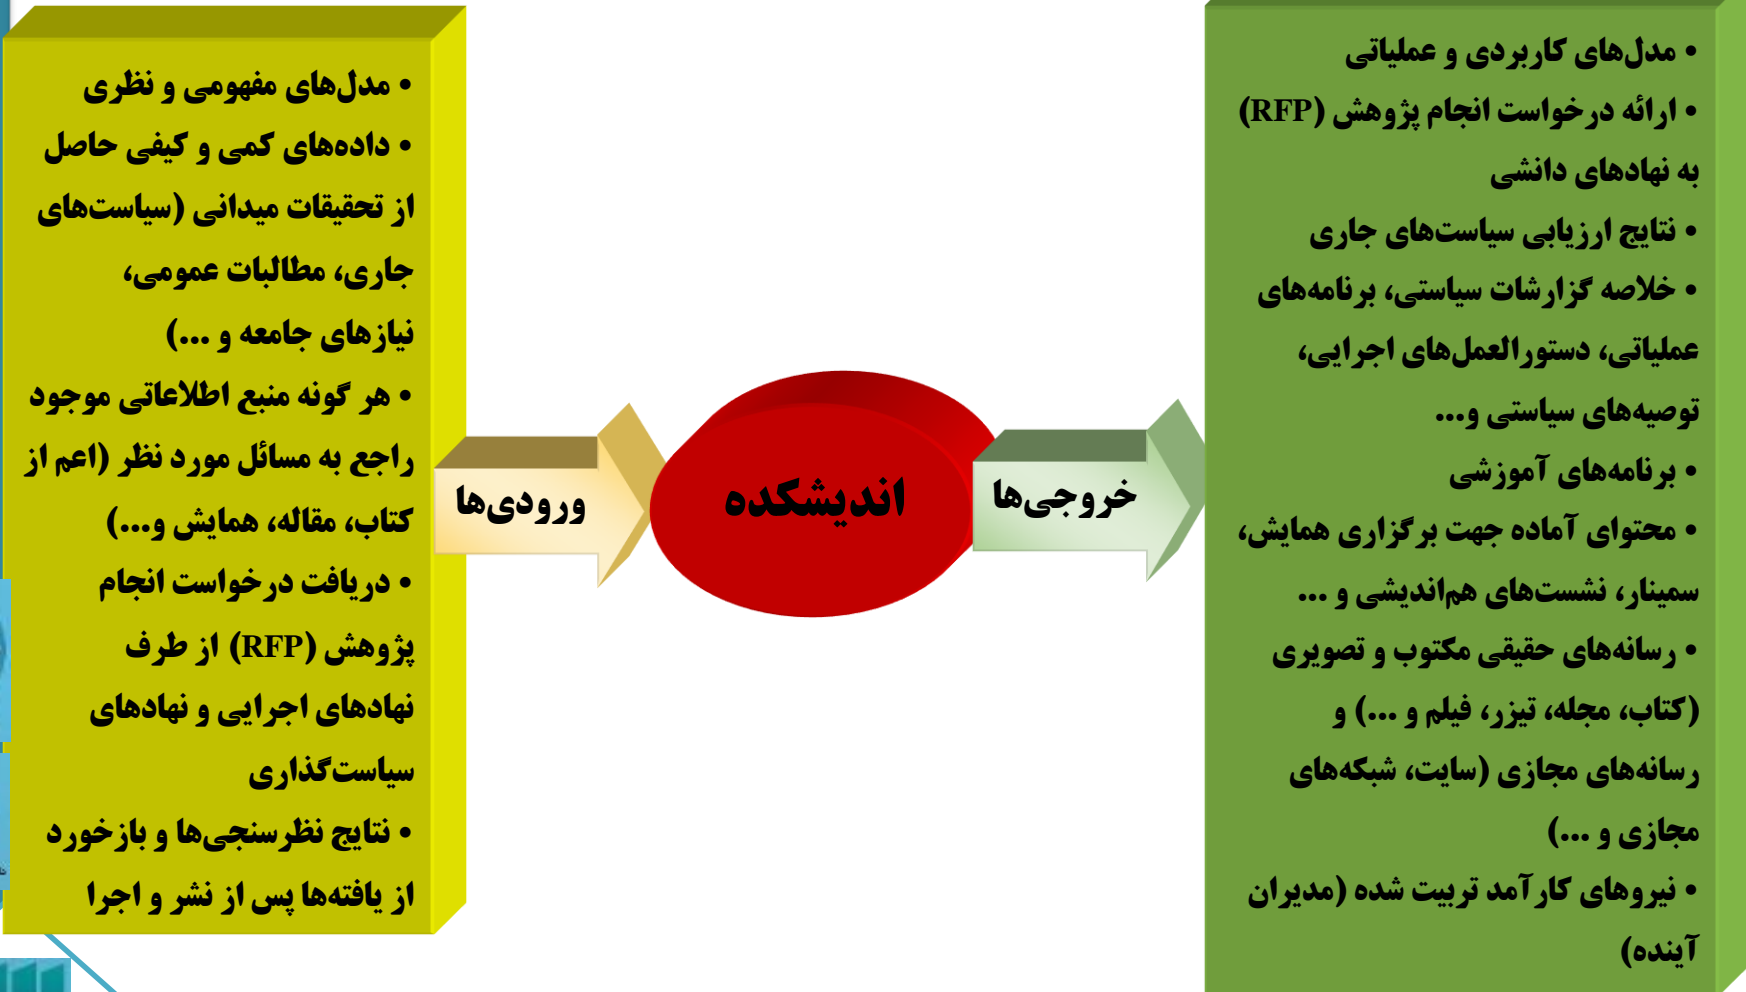 • مدل‌های مفهومی و نظری
• داده‌های کمی و کیفی حاصل
از تحقیقات میدانی (سیاست‌های
جاری، مطالبات عمومی،
نیازهای جامعه و ...)
• هر گونه منبع اطلاعاتی موجود
راجع به مسائل مورد نظر (اعم از
کتاب، مقاله، همایش و...)
• دریافت درخواست انجام
پژوهش (RFP) از طرف
نهادهای اجرایی و نهادهای
سیاست‌گذاری
• نتایج نظرسنجی‌ها و بازخورد
از یافته‌ها پس از نشر و اجرا
ورودی‌ها
اندیشکده
خروجی‌ها
• مدل‌های کاربردی و عملیاتی
• ارائه درخواست انجام پژوهش (RFP)
به نهادهای دانشی
• نتایج ارزیابی سیاست‌های جاری
• خلاصه گزارشات سیاستی، برنامه‌های
عملیاتی، دستورالعمل‌های اجرایی،
توصیه‌های سیاستی و...
• برنامه‌های آموزشی
• محتوای آماده جهت برگزاری همایش،
سمینار، نشست‌های هم‌اندیشی و ...
• رسانه‌های حقیقی مکتوب و تصویری
(کتاب، مجله، تیزر، فیلم و ...) و
رسانه‌های مجازی (سایت، شبکه‌های
مجازی و ...)
• نیروهای کارآمد تربیت شده (مدیران
آینده)